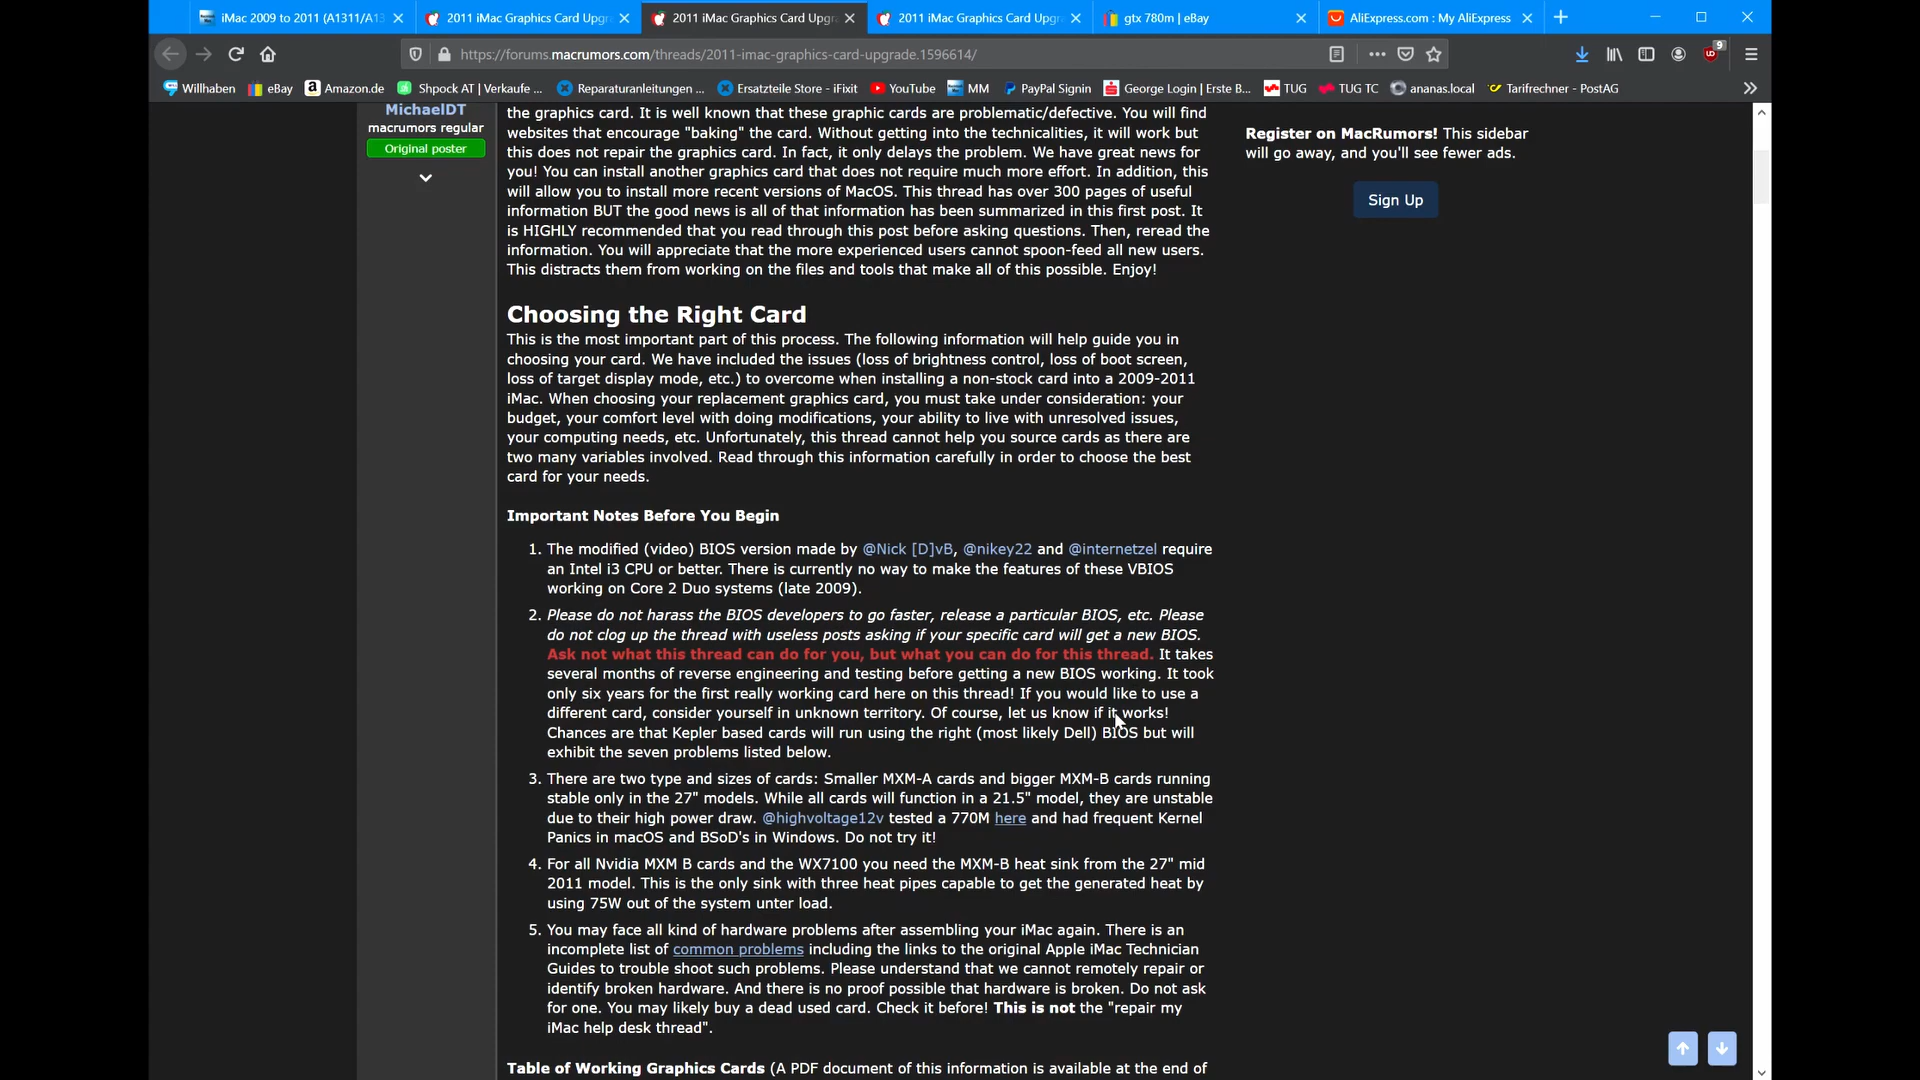 iMac 2009 to 2011 (A1311/A13
2011 iMac Graphics Card Upgr
2011 iMac Graphics Card Upgr
2011 iMac Graphics Card Upgr
gtx 780m | eBay
AliExpress.com : My AliExpress
https://forums.macrumors.com/threads/2011-imac-graphics-card-upgrade.1596614/
9
Willhaben
eBay
Amazon.de
Shpock AT | Verkaufe ...
Reparaturanleitungen ...
Ersatzteile Store - iFixit
YouTube
MM
PayPal Signin
George Login | Erste B...
TUG
TUG TC
ananas.local
Tarifrechner - PostAG
MichaelDT
macrumors regular
Original poster
the graphics card. It is well known that these graphic cards are problematic/defective. You will find
websites that encourage "baking" the card. Without getting into the technicalities, it will work but
this does not repair the graphics card. In fact, it only delays the problem. We have great news for
you! You can install another graphics card that does not require much more effort. In addition, this
will allow you to install more recent versions of MacOS. This thread has over 300 pages of useful
information BUT the good news is all of that information has been summarized in this first post. It
is HIGHLY recommended that you read through this post before asking questions. Then, reread the
information. You will appreciate that the more experienced users cannot spoon-feed all new users.
This distracts them from working on the files and tools that make all of this possible. Enjoy!
Choosing the Right Card
This is the most important part of this process. The following information will help guide you in
choosing your card. We have included the issues (loss of brightness control, loss of boot screen,
loss of target display mode, etc.) to overcome when installing a non-stock card into a 2009-2011
iMac. When choosing your replacement graphics card, you must take under consideration: your
budget, your comfort level with doing modifications, your ability to live with unresolved issues,
your computing needs, etc. Unfortunately, this thread cannot help you source cards as there are
two many variables involved. Read through this information carefully in order to choose the best
card for your needs.
Important Notes Before You Begin
1. The modified (video) BIOS version made by @Nick [D]vB, @nikey22 and @internetzel require
an Intel i3 CPU or better. There is currently no way to make the features of these VBIOS
working on Core 2 Duo systems (late 2009).
2. Please do not harass the BIOS developers to go faster, release a particular BIOS, etc. Please
do not clog up the thread with useless posts asking if your specific card will get a new BIOS.
Ask not what this thread can do for you, but what you can do for this thread. It takes
several months of reverse engineering and testing before getting a new BIOS working. It took
only six years for the first really working card here on this thread! If you would like to use a
different card, consider yourself in unknown territory. Of course, let us know if it works!
Chances are that Kepler based cards will run using the right (most likely Dell) BIOS but will
exhibit the seven problems listed below.
3. There are two type and sizes of cards: Smaller MXM-A cards and bigger MXM-B cards running
stable only in the 27" models. While all cards will function in a 21.5" model, they are unstable
due to their high power draw. @highvoltage12v tested a 770M here and had frequent Kernel
Panics in macOS and BSoD's in Windows. Do not try it!
4. For all Nvidia MXM B cards and the WX7100 you need the MXM-B heat sink from the 27" mid
2011 model. This is the only sink with three heat pipes capable to get the generated heat by
using 75W out of the system unter load.
5. You may face all kind of hardware problems after assembling your iMac again. There is an
incomplete list of common problems including the links to the original Apple iMac Technician
Guides to trouble shoot such problems. Please understand that we cannot remotely repair or
identify broken hardware. And there is no proof possible that hardware is broken. Do not ask
for one. You may likely buy a dead used card. Check it before! This is not the "repair my
iMac help desk thread".
Table of Working Graphics Cards (A PDF document of this information is available at the end of
Register on MacRumors! This sidebar
will go away, and you'll see fewer ads.
Sign Up